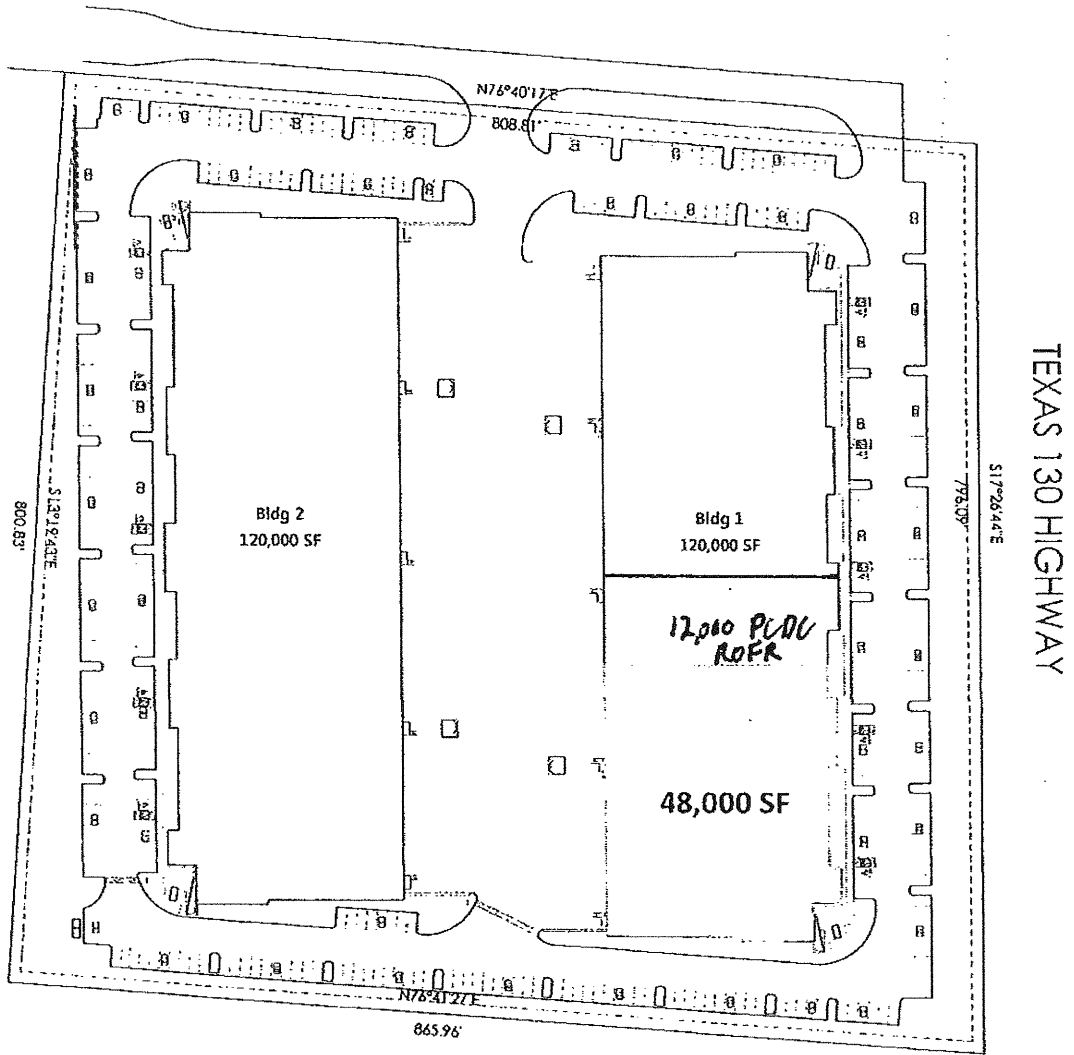 N76°40'17"E
808.81'
TEXAS 130 HIGHWAY
S17°26'44"E
796.09'
Bldg 2
120,000 SF
Bldg 1
120,000 SF
S13°19'43"E
800.83'
12,000 PCDC
ROFR
48,000 SF
N76°41'27"E
865.96'